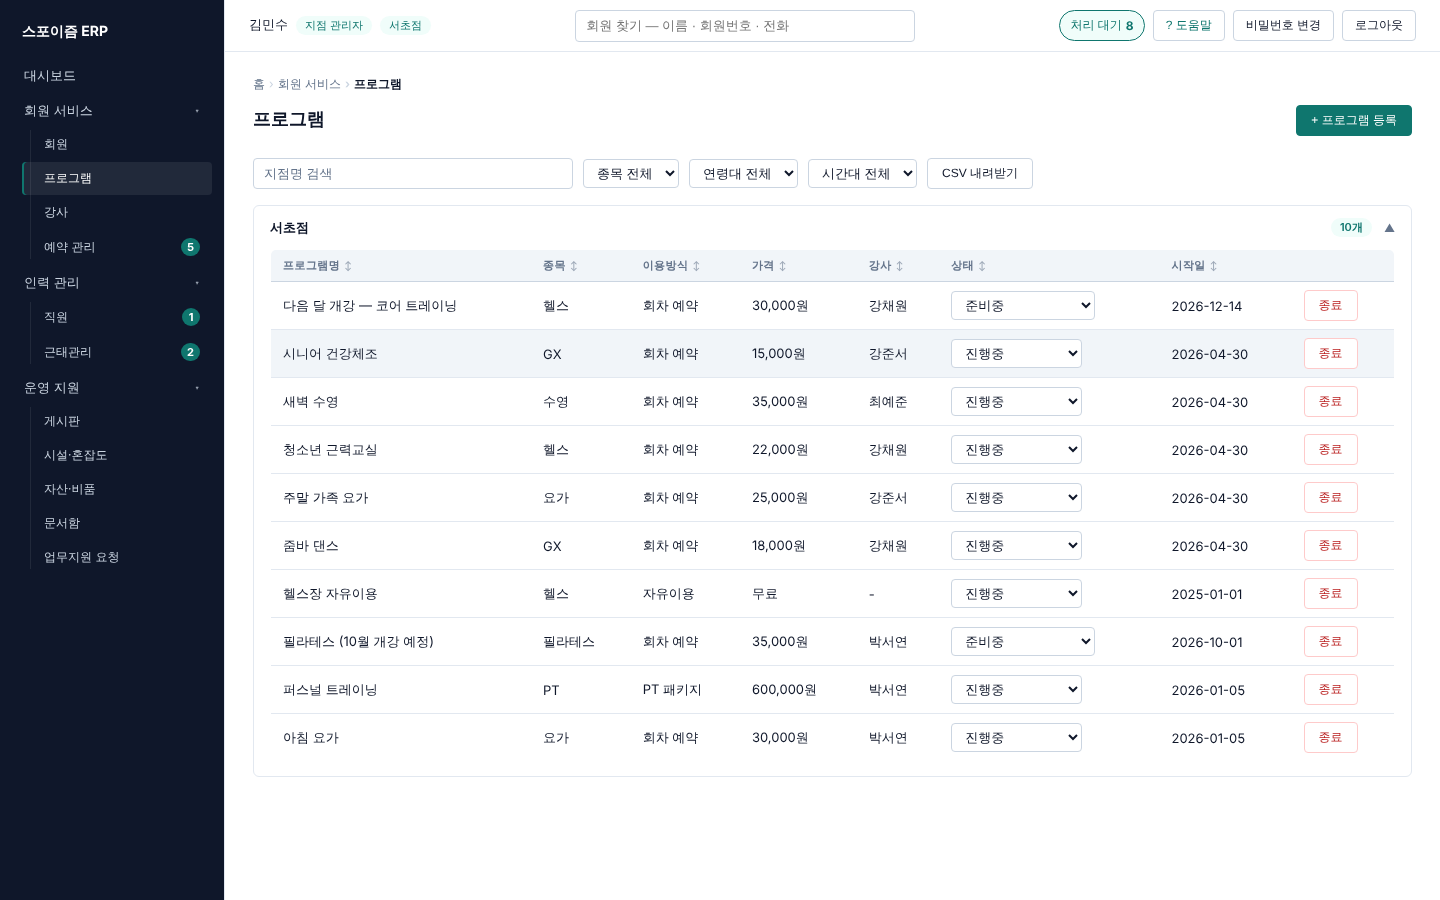 스포이즘 ERP
대시보드
회원 서비스
회원
프로그램
강사
예약 관리 5
인력 관리
직원 1
근태관리 2
운영 지원
게시판
시설·혼잡도
자산·비품
문서함
업무지원 요청
김민수 지점 관리자 서초점 회원 찾기 — 이름 · 회원번호 · 전화 처리 대기 8 ? 도움말 비밀번호 변경 로그아웃
홈 › 회원 서비스 › 프로그램
프로그램 + 프로그램 등록
지점명 검색 종목 전체 연령대 전체 시간대 전체 CSV 내려받기
서초점 10개 ▲
프로그램명 ↕ 종목 ↕ 이용방식 ↕ 가격 ↕ 강사 ↕ 상태 ↕ 시작일 ↕
다음 달 개강 — 코어 트레이닝 헬스 회차 예약 30,000원 강채원 준비중 2026-12-14 종료
시니어 건강체조 GX 회차 예약 15,000원 강준서 진행중 2026-04-30 종료
새벽 수영 수영 회차 예약 35,000원 최예준 진행중 2026-04-30 종료
청소년 근력교실 헬스 회차 예약 22,000원 강채원 진행중 2026-04-30 종료
주말 가족 요가 요가 회차 예약 25,000원 강준서 진행중 2026-04-30 종료
줌바 댄스 GX 회차 예약 18,000원 강채원 진행중 2026-04-30 종료
헬스장 자유이용 헬스 자유이용 무료 - 진행중 2025-01-01 종료
필라테스 (10월 개강 예정) 필라테스 회차 예약 35,000원 박서연 준비중 2026-10-01 종료
퍼스널 트레이닝 PT PT 패키지 600,000원 박서연 진행중 2026-01-05 종료
아침 요가 요가 회차 예약 30,000원 박서연 진행중 2026-01-05 종료